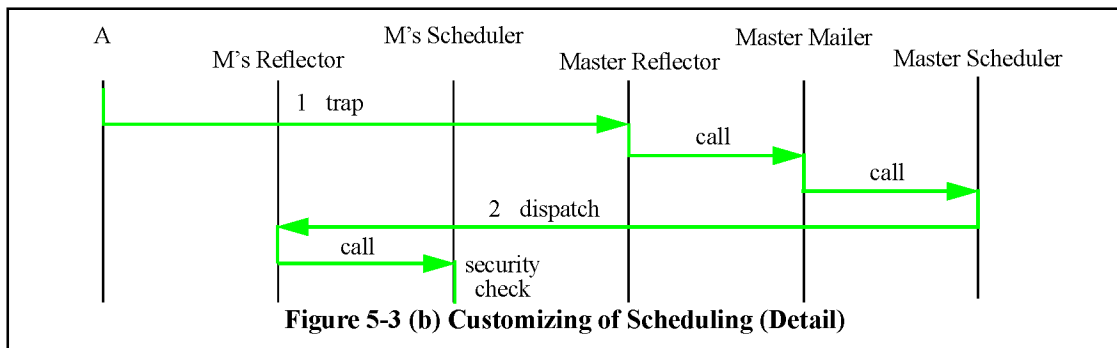 A
M's Scheduler
Master Mailer
M's Reflector
Master Reflector
Master Scheduler
1 trap
call
call
2 dispatch
call
security
check
Figure 5-3 (b) Customizing of Scheduling (Detail)